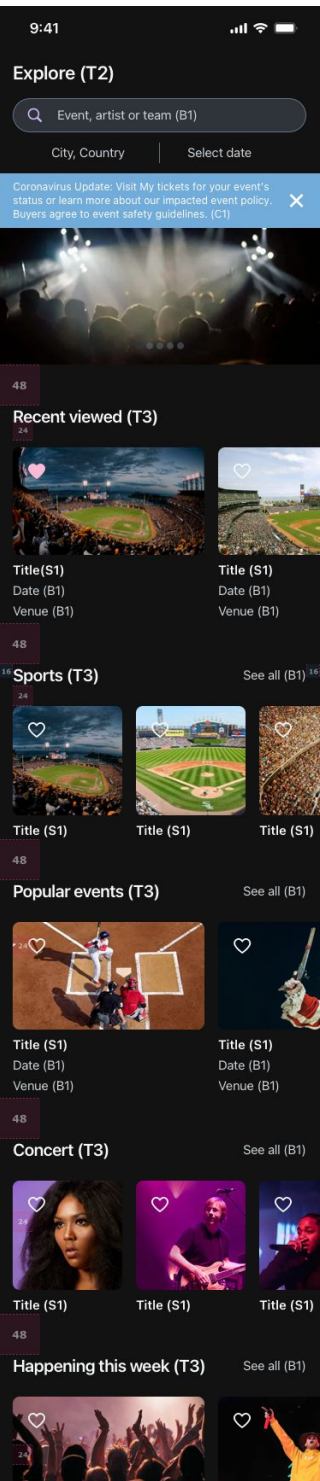 9:41
Explore (T2)
Event, artist or team (B1)
City, Country
Select date
Coronavirus Update: Visit My tickets for your event's
status or learn more about our impacted event policy.
Buyers agree to event safety guidelines. (C1)
48
Recent viewed (T3)
24
Title(S1)
Title (S1)
Date (B1)
Date (B1)
Venue (B1)
Venue (B1)
48
16
Sports (T3)
See all (B1)
16
24
Title (S1)
Title (S1)
Title (S1)
48
Popular events (T3)
See all (B1)
24
Title (S1)
Title (S1)
Date (B1)
Date (B1)
Venue (B1)
Venue (B1)
48
Concert (T3)
See all (B1)
24
Title (S1)
Title (S1)
Title (S1)
48
Happening this week (T3)
See all (B1)
24